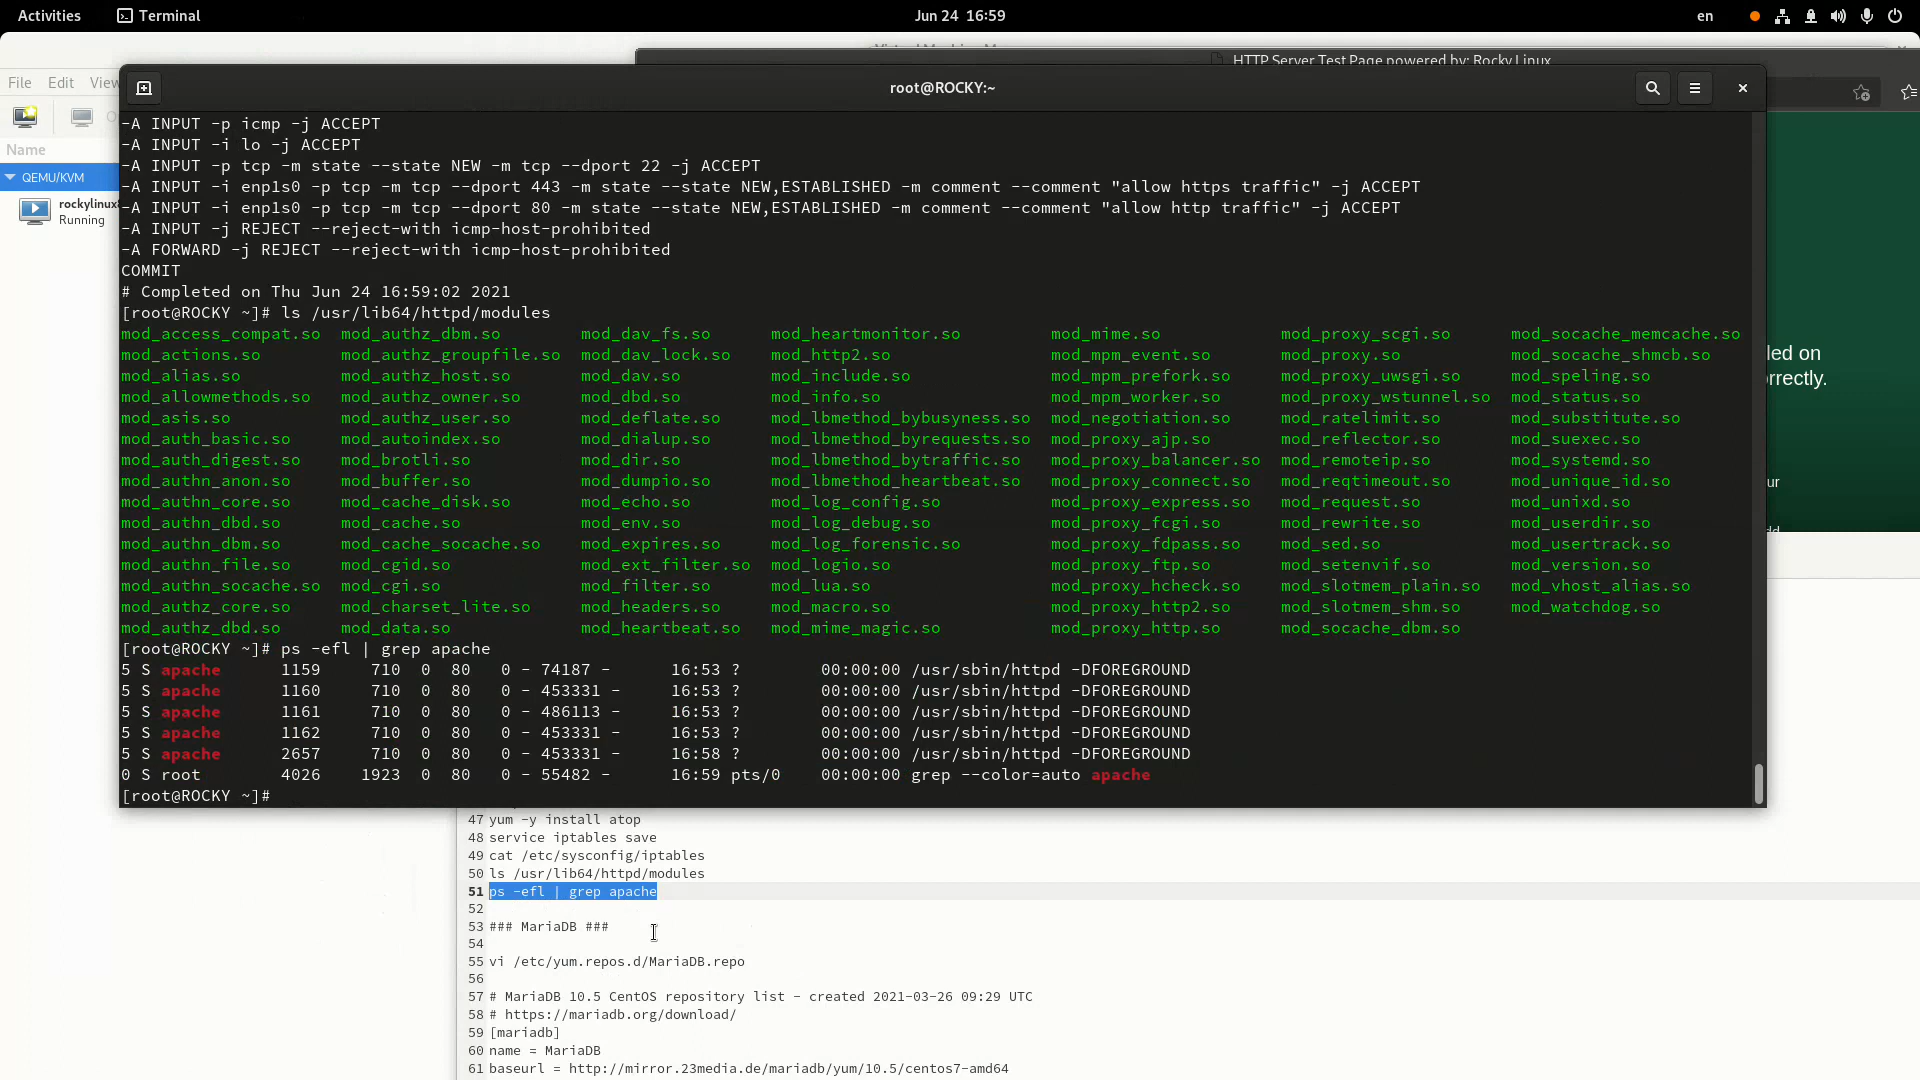 Activities Terminal Jun 24 16:59 en
HTTP Server Test Page powered by: Rocky Linux
File Edit View
root@ROCKY:~
Name
QEMU/KVM
rockylinux
Running
-A INPUT -p icmp -j ACCEPT
-A INPUT -i lo -j ACCEPT
-A INPUT -p tcp -m state --state NEW -m tcp --dport 22 -j ACCEPT
-A INPUT -i enp1s0 -p tcp -m tcp --dport 443 -m state --state NEW,ESTABLISHED -m comment --comment "allow https traffic" -j ACCEPT
-A INPUT -i enp1s0 -p tcp -m tcp --dport 80 -m state --state NEW,ESTABLISHED -m comment --comment "allow http traffic" -j ACCEPT
-A INPUT -j REJECT --reject-with icmp-host-prohibited
-A FORWARD -j REJECT --reject-with icmp-host-prohibited
COMMIT
# Completed on Thu Jun 24 16:59:02 2021
[root@ROCKY ~]# ls /usr/lib64/httpd/modules
mod_access_compat.so mod_authz_dbm.so mod_dav_fs.so mod_heartmonitor.so mod_mime.so mod_proxy_scgi.so mod_socache_memcache.so
mod_actions.so mod_authz_groupfile.so mod_dav_lock.so mod_http2.so mod_mpm_event.so mod_proxy.so mod_socache_shmcb.so
mod_alias.so mod_authz_host.so mod_dav.so mod_include.so mod_mpm_prefork.so mod_proxy_uwsgi.so mod_speling.so
mod_allowmethods.so mod_authz_owner.so mod_dbd.so mod_info.so mod_mpm_worker.so mod_proxy_wstunnel.so mod_status.so
mod_asis.so mod_authz_user.so mod_deflate.so mod_lbmethod_bybusyness.so mod_negotiation.so mod_ratelimit.so mod_substitute.so
mod_auth_basic.so mod_autoindex.so mod_dialup.so mod_lbmethod_byrequests.so mod_proxy_ajp.so mod_reflector.so mod_suexec.so
mod_auth_digest.so mod_brotli.so mod_dir.so mod_lbmethod_bytraffic.so mod_proxy_balancer.so mod_remoteip.so mod_systemd.so
mod_authn_anon.so mod_buffer.so mod_dumpio.so mod_lbmethod_heartbeat.so mod_proxy_connect.so mod_reqtimeout.so mod_unique_id.so
mod_authn_core.so mod_cache_disk.so mod_echo.so mod_log_config.so mod_proxy_express.so mod_request.so mod_unixd.so
mod_authn_dbd.so mod_cache.so mod_env.so mod_log_debug.so mod_proxy_fcgi.so mod_rewrite.so mod_userdir.so
mod_authn_dbm.so mod_cache_socache.so mod_expires.so mod_log_forensic.so mod_proxy_fdpass.so mod_sed.so mod_usertrack.so
mod_authn_file.so mod_cgid.so mod_ext_filter.so mod_logio.so mod_proxy_ftp.so mod_setenvif.so mod_version.so
mod_authn_socache.so mod_cgi.so mod_filter.so mod_lua.so mod_proxy_hcheck.so mod_slotmem_plain.so mod_vhost_alias.so
mod_authz_core.so mod_charset_lite.so mod_headers.so mod_macro.so mod_proxy_http2.so mod_slotmem_shm.so mod_watchdog.so
mod_authz_dbd.so mod_data.so mod_heartbeat.so mod_mime_magic.so mod_proxy_http.so mod_socache_dbm.so
[root@ROCKY ~]# ps -efl | grep apache
5 S apache 1159 710 0 80 0 - 74187 - 16:53 ? 00:00:00 /usr/sbin/httpd -DFOREGROUND
5 S apache 1160 710 0 80 0 - 453331 - 16:53 ? 00:00:00 /usr/sbin/httpd -DFOREGROUND
5 S apache 1161 710 0 80 0 - 486113 - 16:53 ? 00:00:00 /usr/sbin/httpd -DFOREGROUND
5 S apache 1162 710 0 80 0 - 453331 - 16:53 ? 00:00:00 /usr/sbin/httpd -DFOREGROUND
5 S apache 2657 710 0 80 0 - 453331 - 16:58 ? 00:00:00 /usr/sbin/httpd -DFOREGROUND
0 S root 4026 1923 0 80 0 - 55482 - 16:59 pts/0 00:00:00 grep --color=auto apache
[root@ROCKY ~]#
led on
rrectly.
ur
47 yum -y install atop
48 service iptables save
49 cat /etc/sysconfig/iptables
50 ls /usr/lib64/httpd/modules
51 ps -efl | grep apache
52
53 ### MariaDB ###
54
55 vi /etc/yum.repos.d/MariaDB.repo
56
57 # MariaDB 10.5 CentOS repository list - created 2021-03-26 09:29 UTC
58 # https://mariadb.org/download/
59 [mariadb]
60 name = MariaDB
61 baseurl = http://mirror.23media.de/mariadb/yum/10.5/centos7-amd64